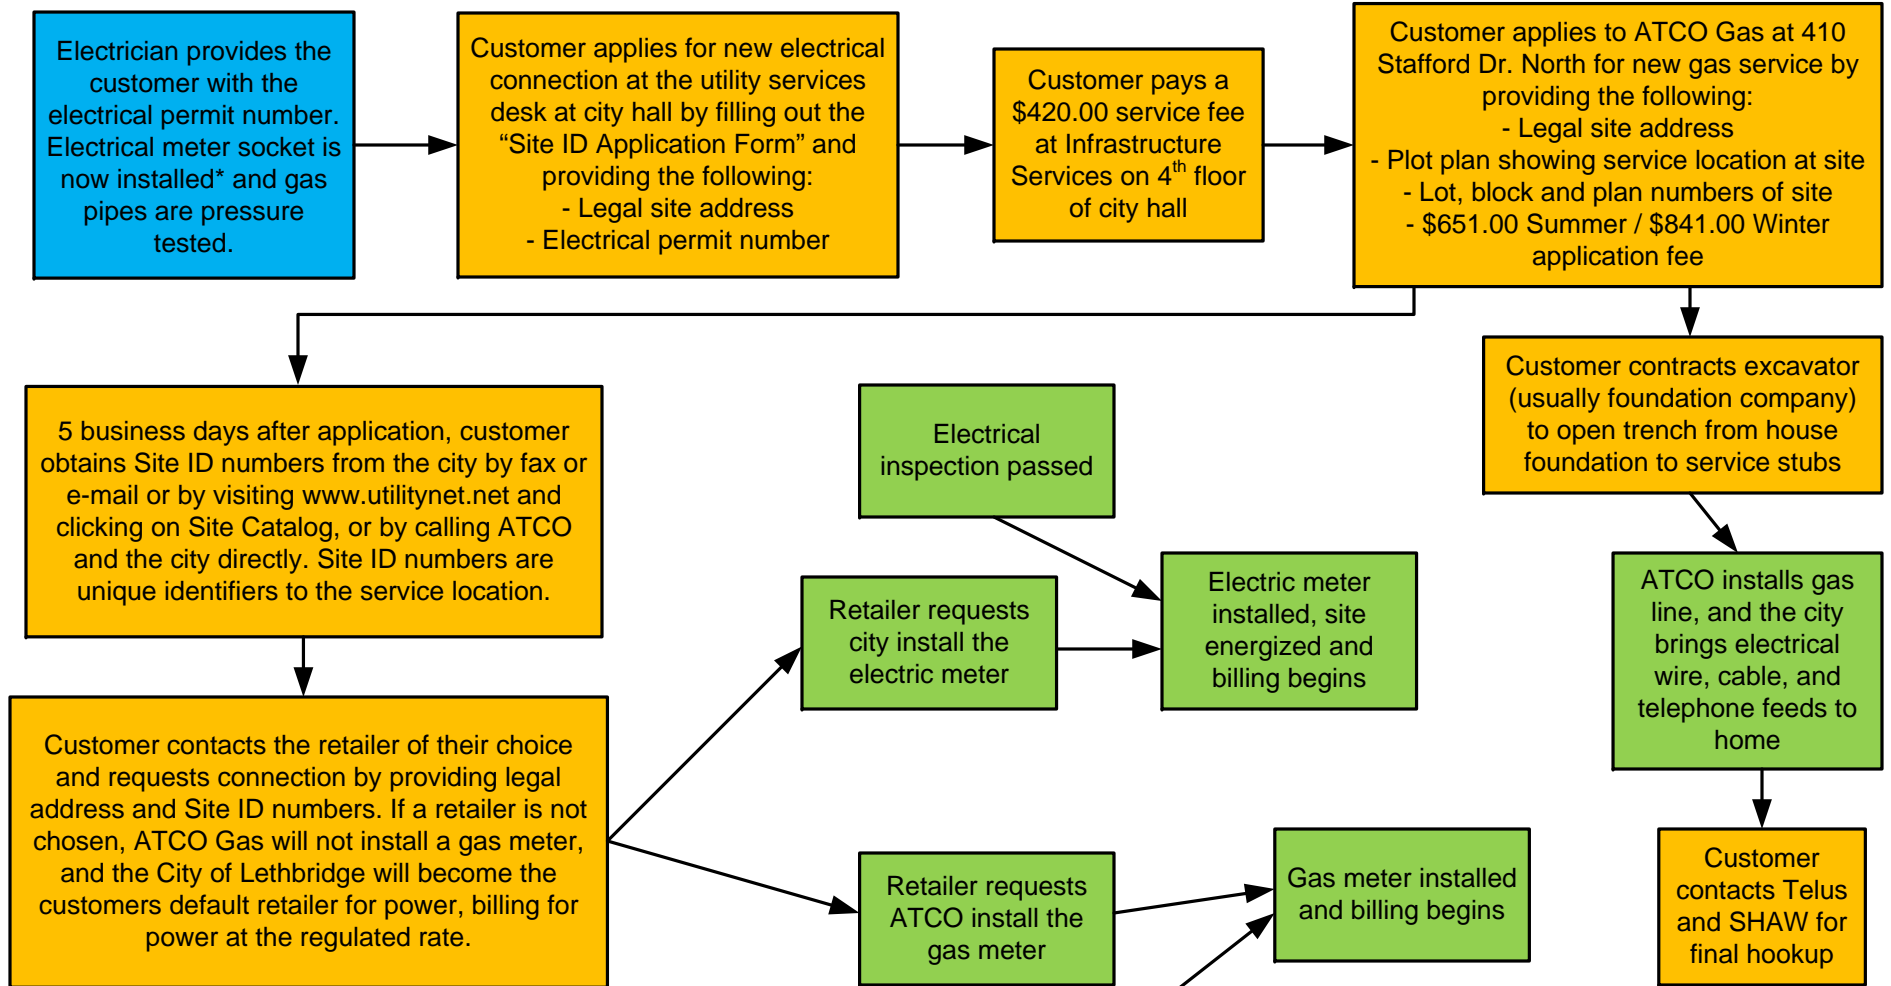 Electrician provides the
customer with the
electrical permit number.
Electrical meter socket is
now installed* and gas
pipes are pressure
tested.
Customer applies for new electrical
connection at the utility services
desk at city hall by filling out the
“Site ID Application Form” and
providing the following:
- Legal site address
- Electrical permit number
Customer pays a
$420.00 service fee
at Infrastructure
Services on 4th floor
of city hall
Customer applies to ATCO Gas at 410
Stafford Dr. North for new gas service by
providing the following:
- Legal site address
- Plot plan showing service location at site
- Lot, block and plan numbers of site
- $651.00 Summer / $841.00 Winter
application fee
5 business days after application, customer
obtains Site ID numbers from the city by fax or
e-mail or by visiting www.utilitynet.net and
clicking on Site Catalog, or by calling ATCO
and the city directly. Site ID numbers are
unique identifiers to the service location.
Electrical
inspection passed
Customer contracts excavator
(usually foundation company)
to open trench from house
foundation to service stubs
Retailer requests
city install the
electric meter
Electric meter
installed, site
energized and
billing begins
ATCO installs gas
line, and the city
brings electrical
wire, cable, and
telephone feeds to
home
Customer contacts the retailer of their choice
and requests connection by providing legal
address and Site ID numbers. If a retailer is not
chosen, ATCO Gas will not install a gas meter,
and the City of Lethbridge will become the
customers default retailer for power, billing for
power at the regulated rate.
Retailer requests
ATCO install the
gas meter
Gas meter installed
and billing begins
Customer
contacts Telus
and SHAW for
final hookup